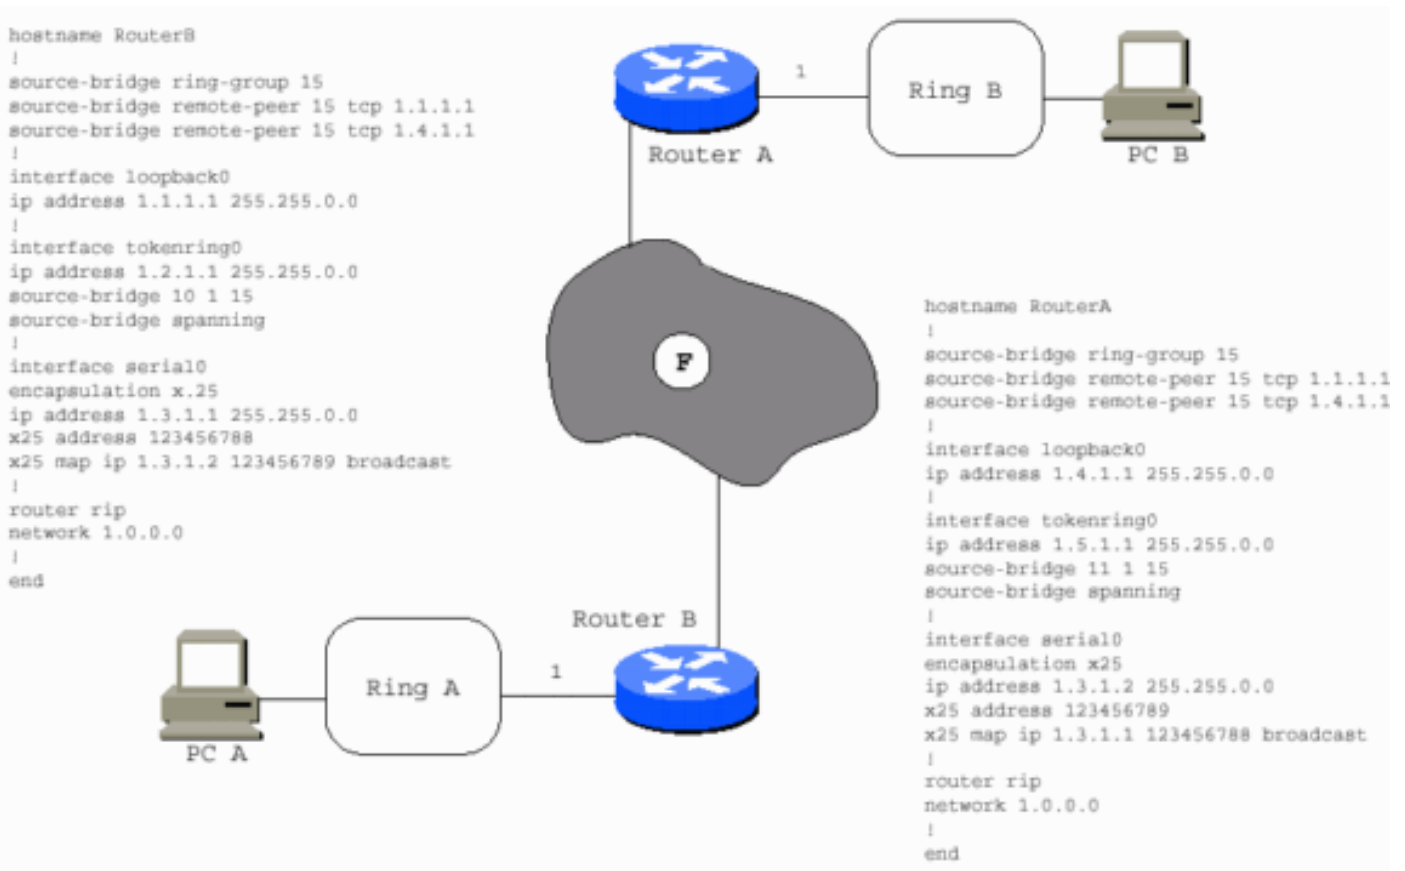 hostname RouterB
!
source-bridge ring-group 15
source-bridge remote-peer 15 tcp 1.1.1.1
source-bridge remote-peer 15 tcp 1.4.1.1
!
interface loopback0
ip address 1.1.1.1 255.255.0.0
!
interface tokenring0
ip address 1.2.1.1 255.255.0.0
source-bridge 10 1 15
source-bridge spanning
!
interface serial0
encapsulation x.25
ip address 1.3.1.1 255.255.0.0
x25 address 123456788
x25 map ip 1.3.1.2 123456789 broadcast
!
router rip
network 1.0.0.0
!
end
1
Ring B
Router A
PC B
F
hostname RouterA
!
source-bridge ring-group 15
source-bridge remote-peer 15 tcp 1.1.1.1
source-bridge remote-peer 15 tcp 1.4.1.1
!
interface loopback0
ip address 1.4.1.1 255.255.0.0
!
interface tokenring0
ip address 1.5.1.1 255.255.0.0
source-bridge 11 1 15
source-bridge spanning
!
interface serial0
encapsulation x25
ip address 1.3.1.2 255.255.0.0
x25 address 123456789
x25 map ip 1.3.1.1 123456788 broadcast
!
router rip
network 1.0.0.0
!
end
Router B
1
Ring A
PC A